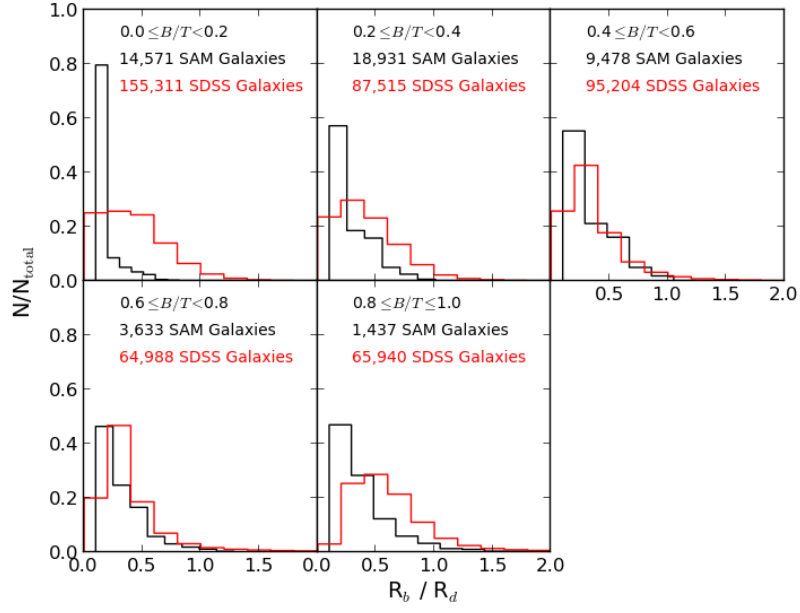 0.0 ≤B/T<0.2
14,571 SAM Galaxies
155,311 SDSS Galaxies
0.2 ≤B/T<0.4
18,931 SAM Galaxies
87,515 SDSS Galaxies
0.4 ≤B/T<0.6
9,478 SAM Galaxies
95,204 SDSS Galaxies
1.0
0.8
0.6
0.4
0.2
0.0
0.5 1.0 1.5 2.0
N/N_total
0.6 ≤B/T<0.8
3,633 SAM Galaxies
64,988 SDSS Galaxies
0.8 ≤B/T≤1.0
1,437 SAM Galaxies
65,940 SDSS Galaxies
0.8
0.6
0.4
0.2
0.0
0.0 0.5 1.0 1.5 2.0 0.5 1.0 1.5 2.0
R_b / R_d